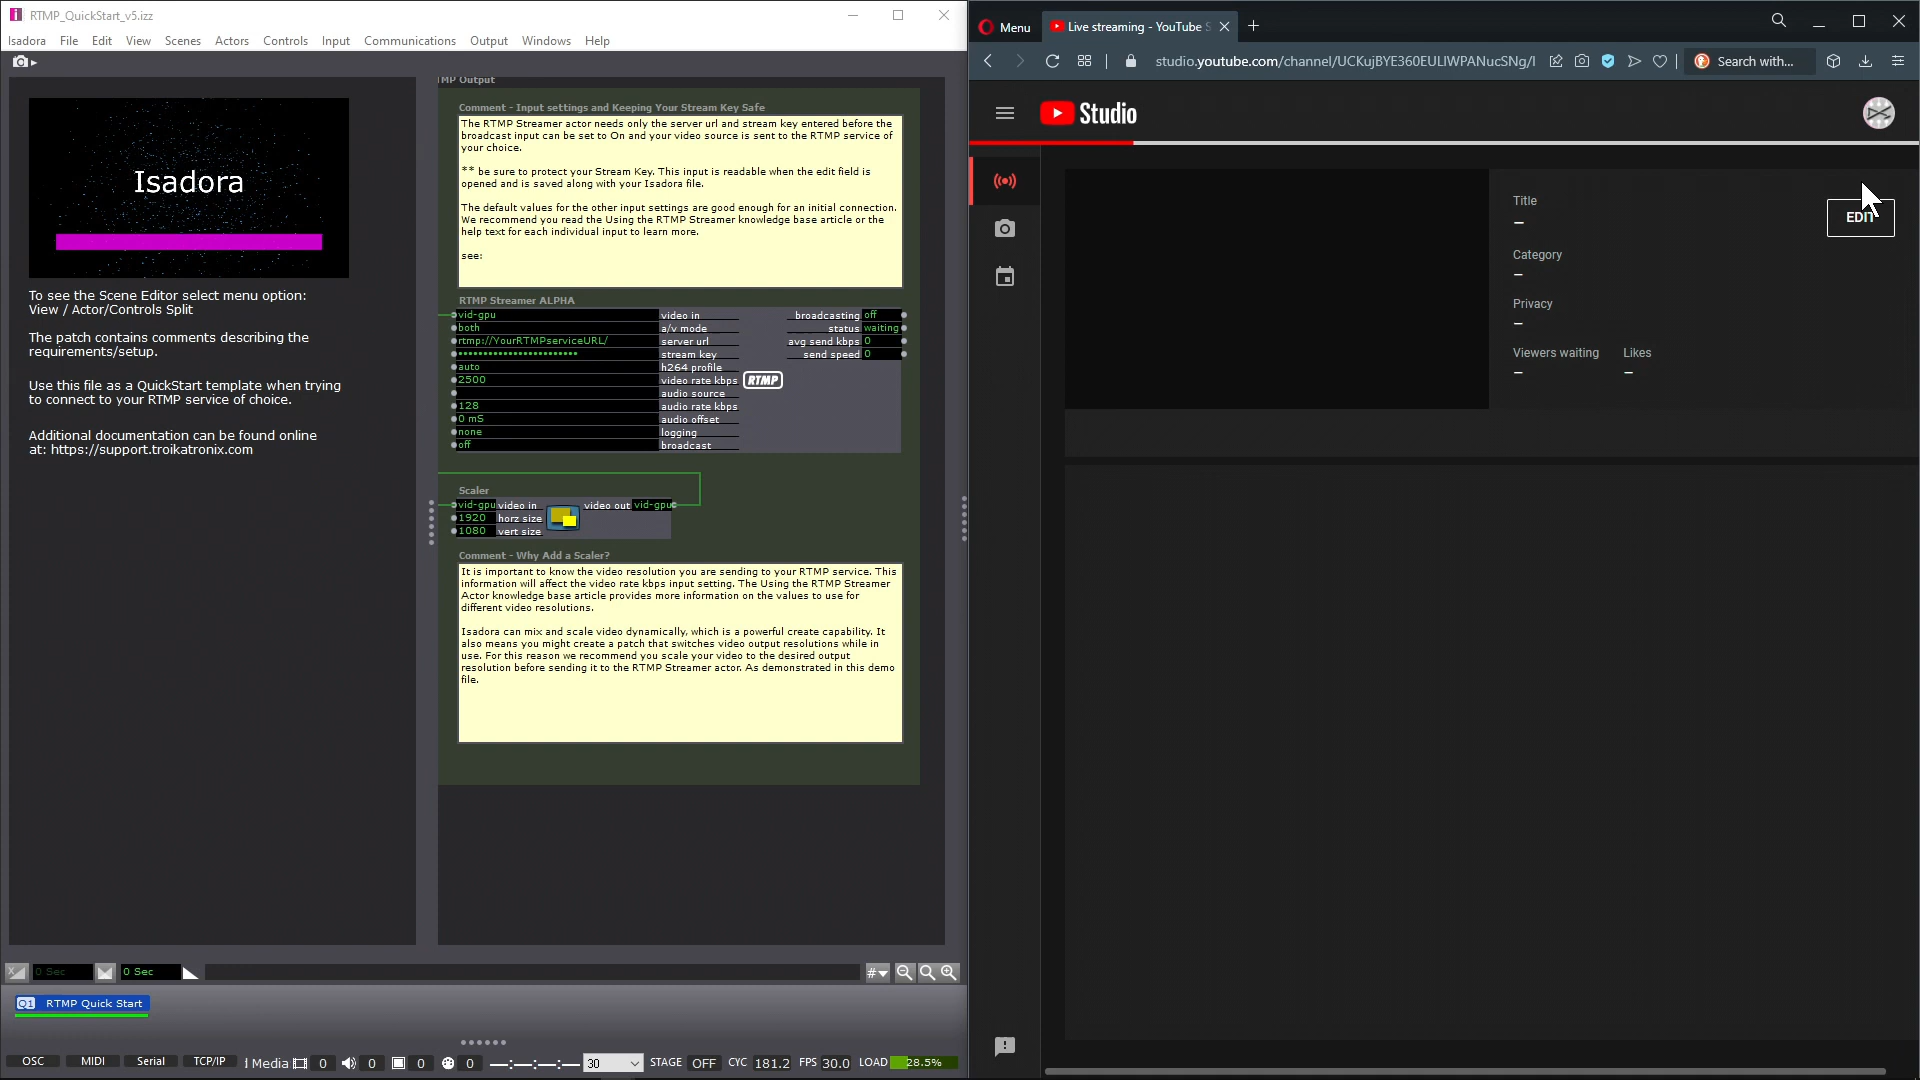 RTMP_QuickStart_v5.izz
Isadora File Edit View Scenes Actors Controls Input Communications Output Windows Help
Isadora
To see the Scene Editor select menu option:
View / Actor/Controls Split
The patch contains comments describing the
requirements/setup.
Use this file as a QuickStart template when trying
to connect to your RTMP service of choice.
Additional documentation can be found online
at: https://support.troikatronix.com
Comment - Input settings and Keeping Your Stream Key Safe
The RTMP Streamer actor needs only the server url and stream key entered before the
broadcast input can be set to On and your video source is sent to the RTMP service of
your choice.
** be sure to protect your Stream Key. This input is readable when the edit field is
opened and is saved along with your Isadora file.
The default values for the other input settings are good enough for an initial connection.
We recommend you read the Using the RTMP Streamer knowledge base article or the
help text for each individual input to learn more.
see:
RTMP Streamer ALPHA
vid-gpu video in broadcasting off
both a/v mode status waiting
rtmp://YourRTMPserviceURL/ server url avg send kbps 0
stream key send speed 0
auto h264 profile
2500 video rate kbps RTMP
audio source
128 audio rate kbps
0 mS audio offset
none logging
off broadcast
Scaler
vid-gpu video in video out vid-gpu
1920 horz size
1080 vert size
Comment - Why Add a Scaler?
It is important to know the video resolution you are sending to your RTMP service. This
information will affect the video rate kbps input setting. The Using the RTMP Streamer
Actor knowledge base article provides more information on the values to use for
different video resolutions.
Isadora can mix and scale video dynamically, which is a powerful create capability. It
also means you might create a patch that switches video output resolutions while in
use. For this reason we recommend you scale your video to the desired output
resolution before sending it to the RTMP Streamer actor. As demonstrated in this demo
file.
0 Sec 0 Sec #
Q1 RTMP Quick Start
OSC MIDI Serial TCP/IP Media 0 0 0 0 --:--:--:-- 30 STAGE OFF CYC 181.2 FPS 30.0 LOAD 28.5%
Menu Live streaming - YouTube S
studio.youtube.com/channel/UCKujBYE360EULIWPANucSNg/l Search with...
Studio
Title
–
EDIT
Category
–
Privacy
–
Viewers waiting Likes
– –